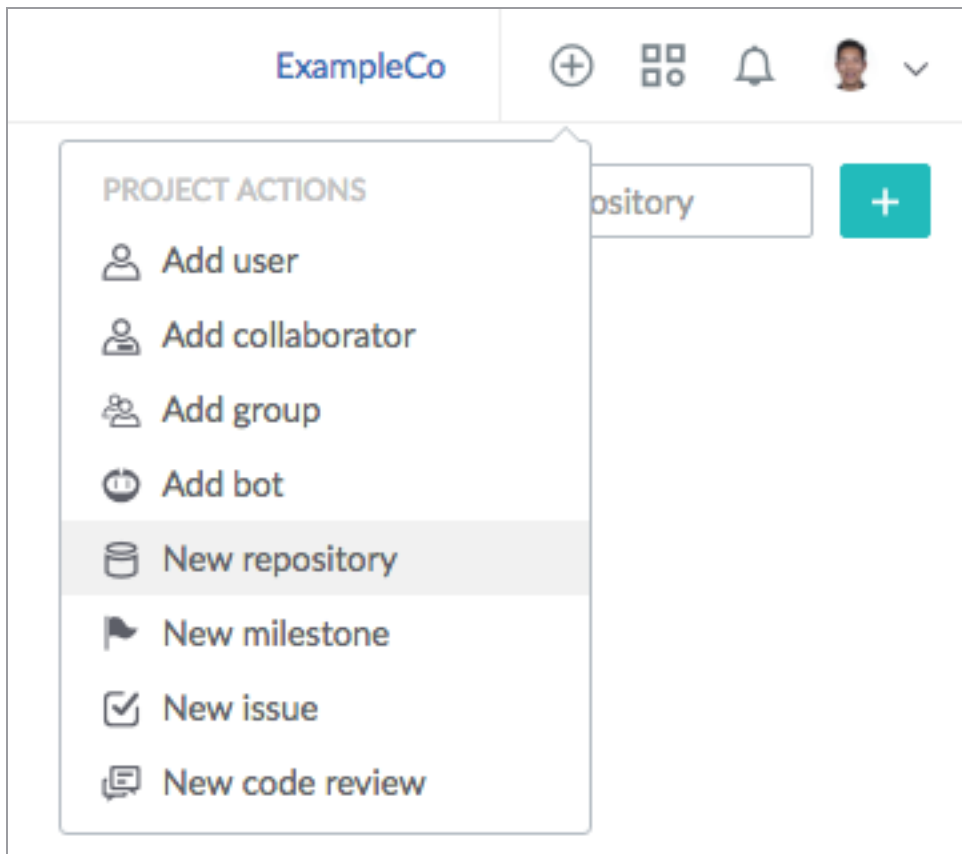 ExampleCo
PROJECT ACTIONS
ository
Add user
Add collaborator
Add group
Add bot
New repository
New milestone
New issue
New code review